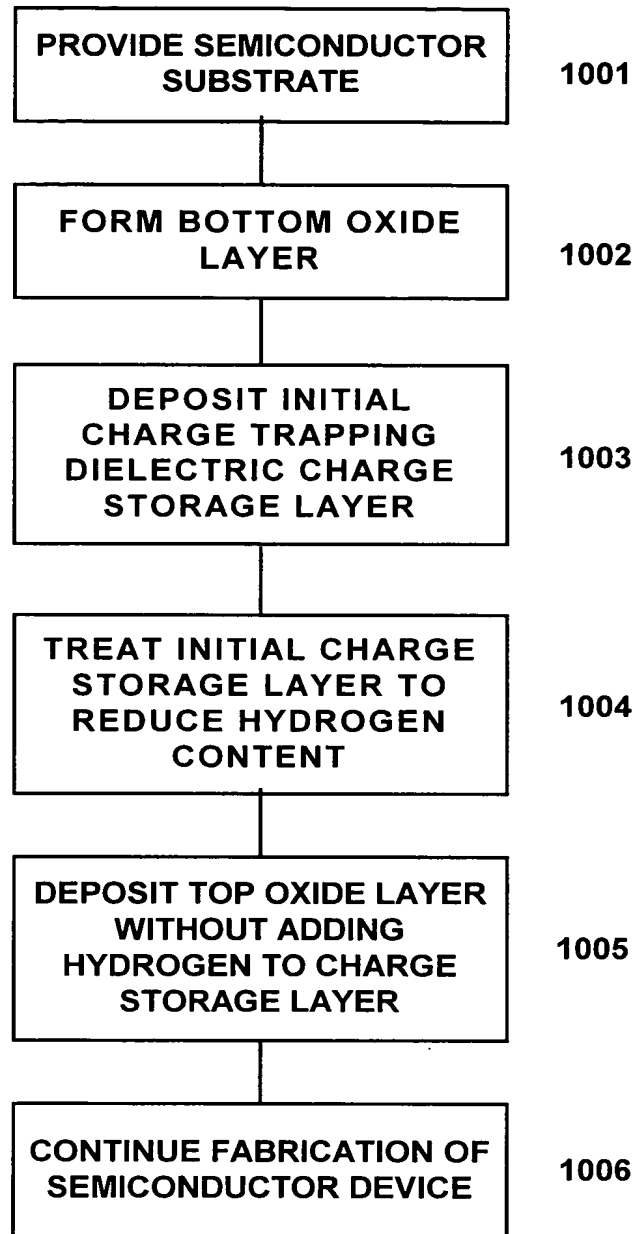 PROVIDE SEMICONDUCTOR
SUBSTRATE
1001
FORM BOTTOM OXIDE
LAYER
1002
DEPOSIT INITIAL
CHARGE TRAPPING
DIELECTRIC CHARGE
STORAGE LAYER
1003
TREAT INITIAL CHARGE
STORAGE LAYER TO
REDUCE HYDROGEN
CONTENT
1004
DEPOSIT TOP OXIDE LAYER
WITHOUT ADDING
HYDROGEN TO CHARGE
STORAGE LAYER
1005
CONTINUE FABRICATION OF
SEMICONDUCTOR DEVICE
1006